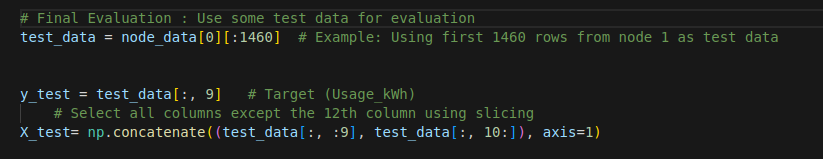 # Final Evaluation : Use some test data for evaluation
test_data = node_data[0][:1460]  # Example: Using first 1460 rows from node 1 as test data
y_test = test_data[:, 9]   # Target (Usage_kWh)
# Select all columns except the 12th column using slicing
X_test= np.concatenate((test_data[:, :9], test_data[:, 10:]), axis=1)